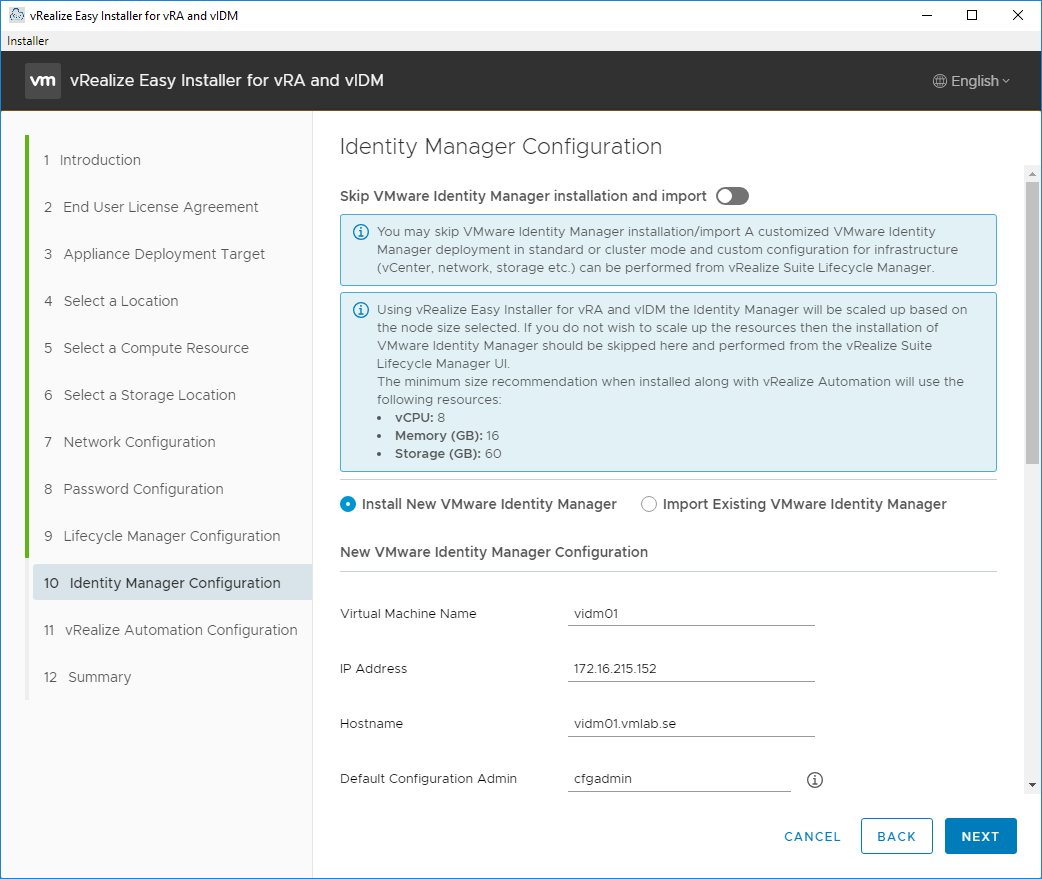 vRealize Easy Installer for vRA and vIDM
Installer
vm vRealize Easy Installer for vRA and vIDM
English
1 Introduction
2 End User License Agreement
3 Appliance Deployment Target
4 Select a Location
5 Select a Compute Resource
6 Select a Storage Location
7 Network Configuration
8 Password Configuration
9 Lifecycle Manager Configuration
10 Identity Manager Configuration
11 vRealize Automation Configuration
12 Summary
Identity Manager Configuration
Skip VMware Identity Manager installation and import
You may skip VMware Identity Manager installation/import A customized VMware Identity
Manager deployment in standard or cluster mode and custom configuration for infrastructure
(vCenter, network, storage etc.) can be performed from vRealize Suite Lifecycle Manager.
Using vRealize Easy Installer for vRA and vIDM the Identity Manager will be scaled up based on
the node size selected. If you do not wish to scale up the resources then the installation of
VMware Identity Manager should be skipped here and performed from the vRealize Suite
Lifecycle Manager UI.
The minimum size recommendation when installed along with vRealize Automation will use the
following resources:
• vCPU: 8
• Memory (GB): 16
• Storage (GB): 60
Install New VMware Identity Manager Import Existing VMware Identity Manager
New VMware Identity Manager Configuration
Virtual Machine Name vidm01
IP Address 172.16.215.152
Hostname vidm01.vmlab.se
Default Configuration Admin cfgadmin
CANCEL BACK NEXT